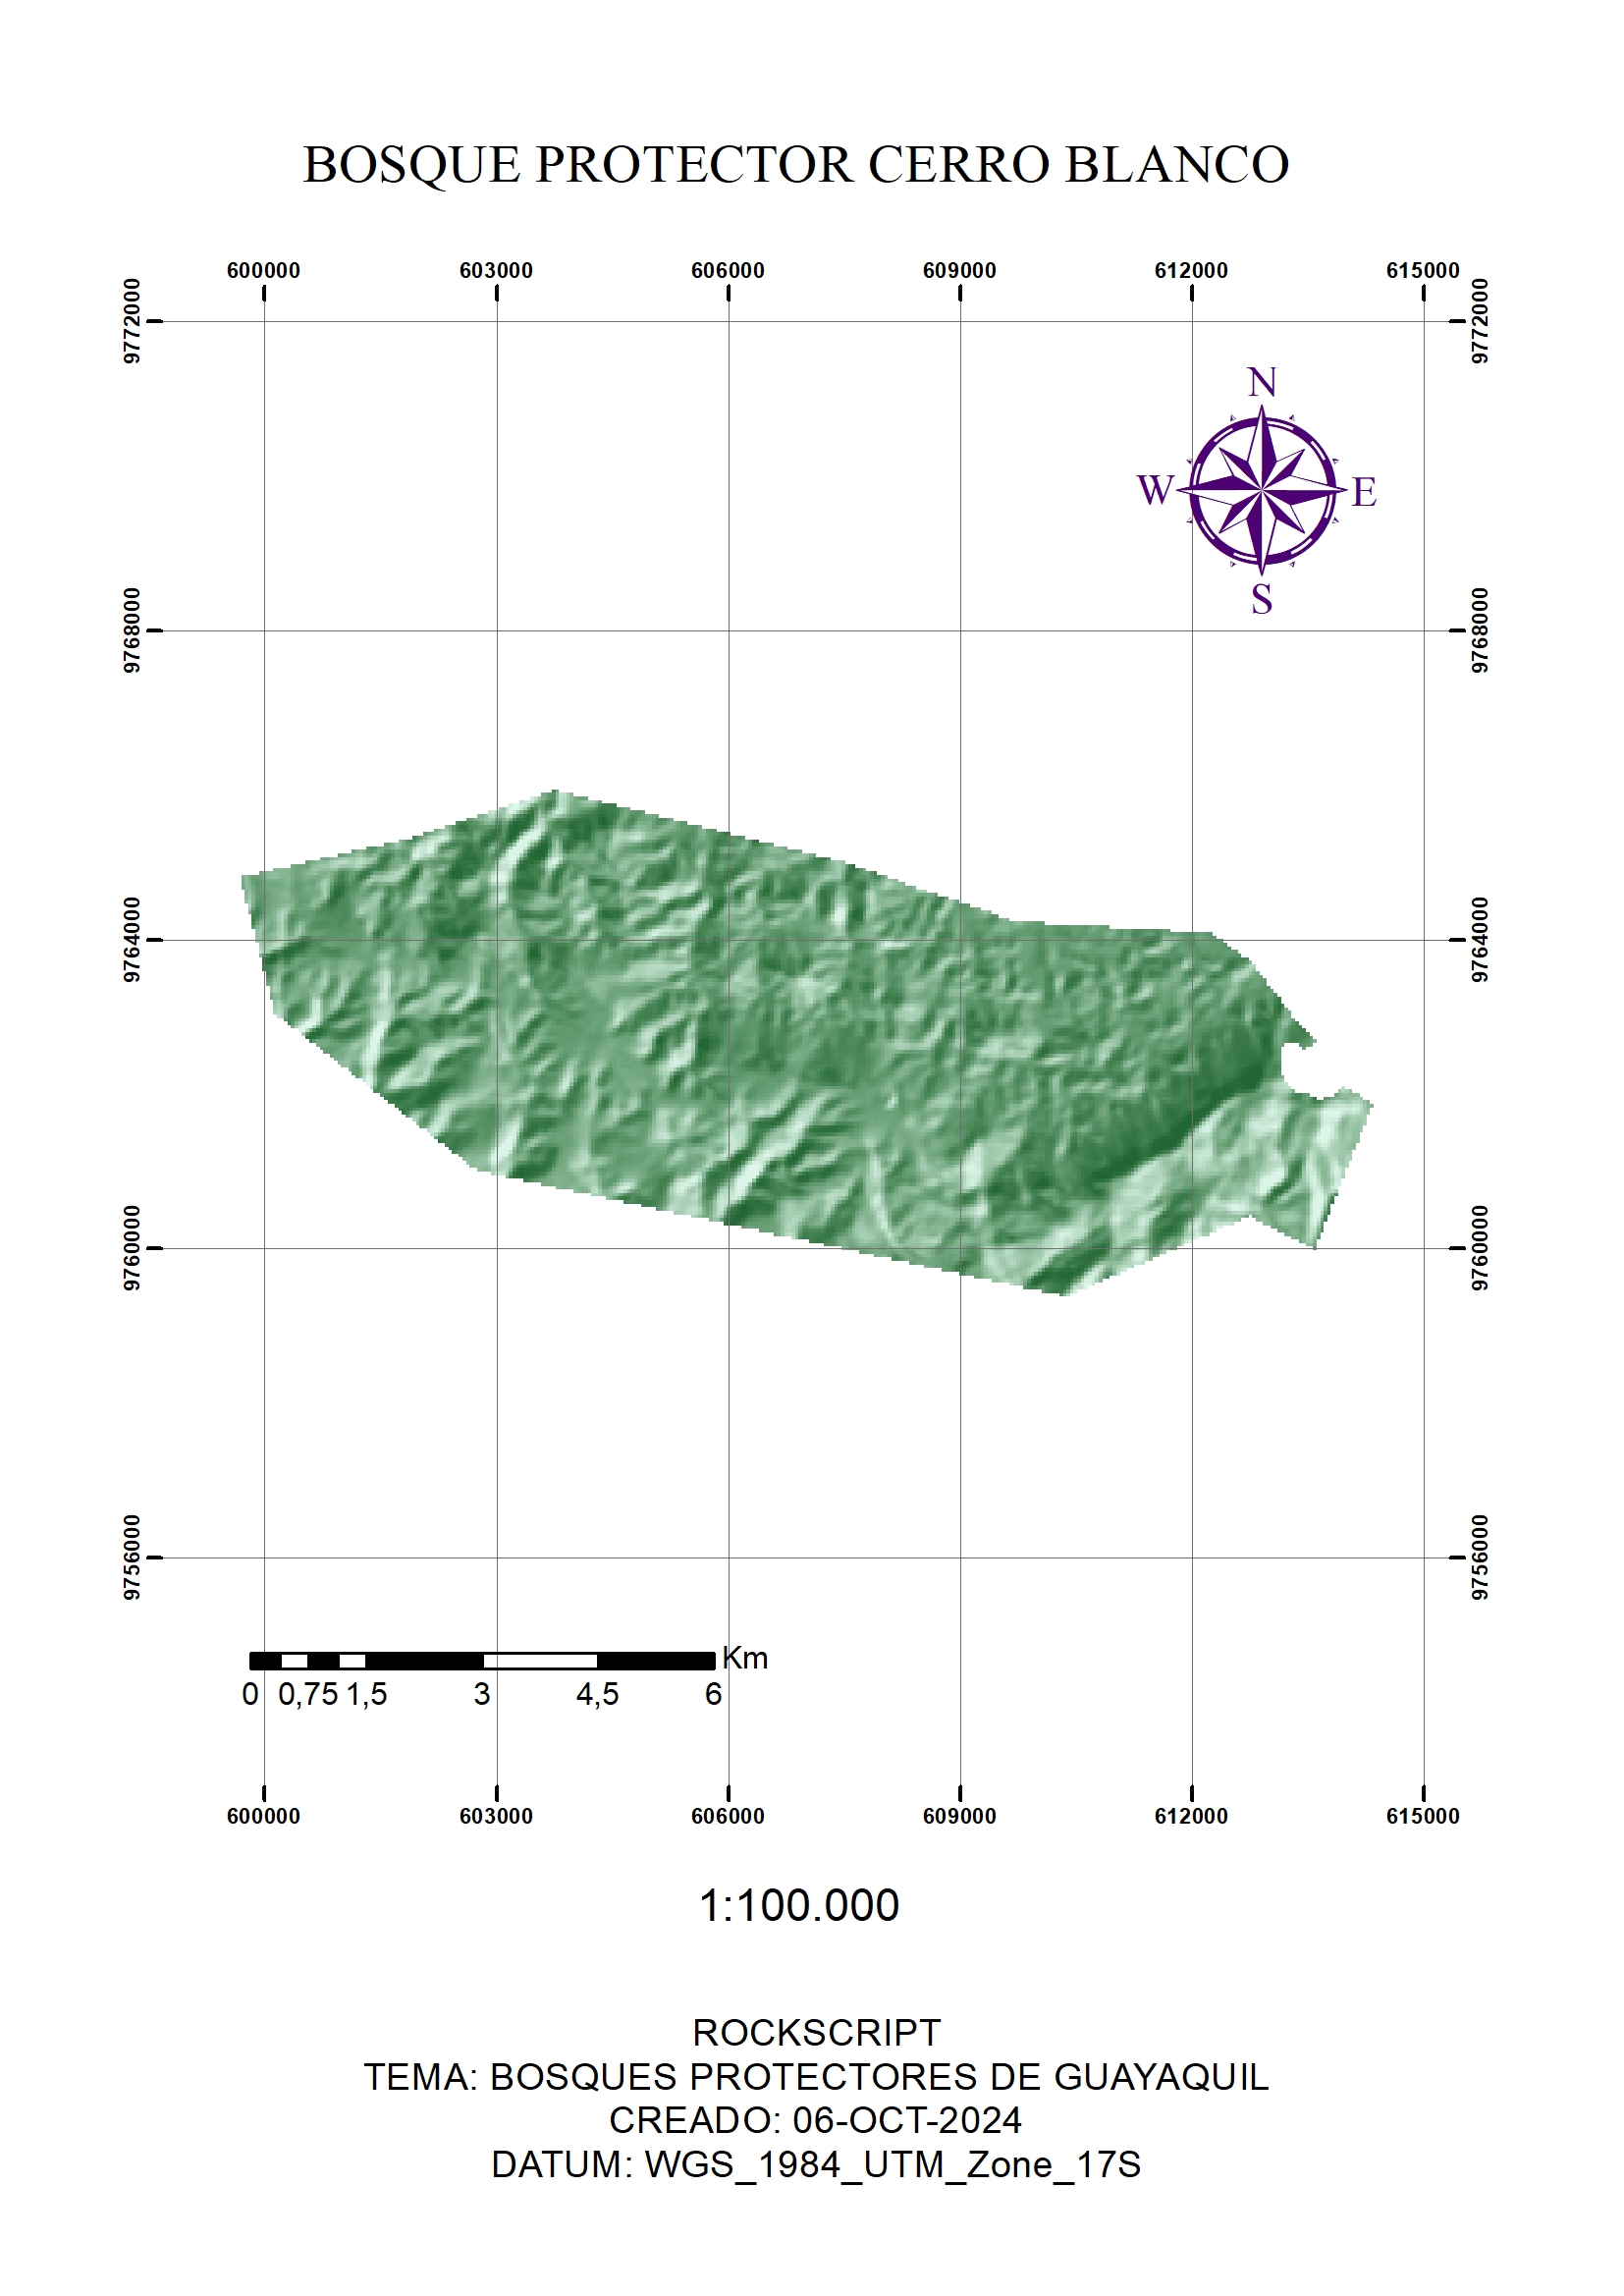 BOSQUE PROTECTOR CERRO BLANCO
600000 603000 606000 609000 612000 615000
9772000 9772000
N
W E
S
9768000 9768000
9764000 9764000
9760000 9760000
9756000 9756000
Km
0 0,75 1,5 3 4,5 6
600000 603000 606000 609000 612000 615000
1:100.000
ROCKSCRIPT
TEMA: BOSQUES PROTECTORES DE GUAYAQUIL
CREADO: 06-OCT-2024
DATUM: WGS_1984_UTM_Zone_17S